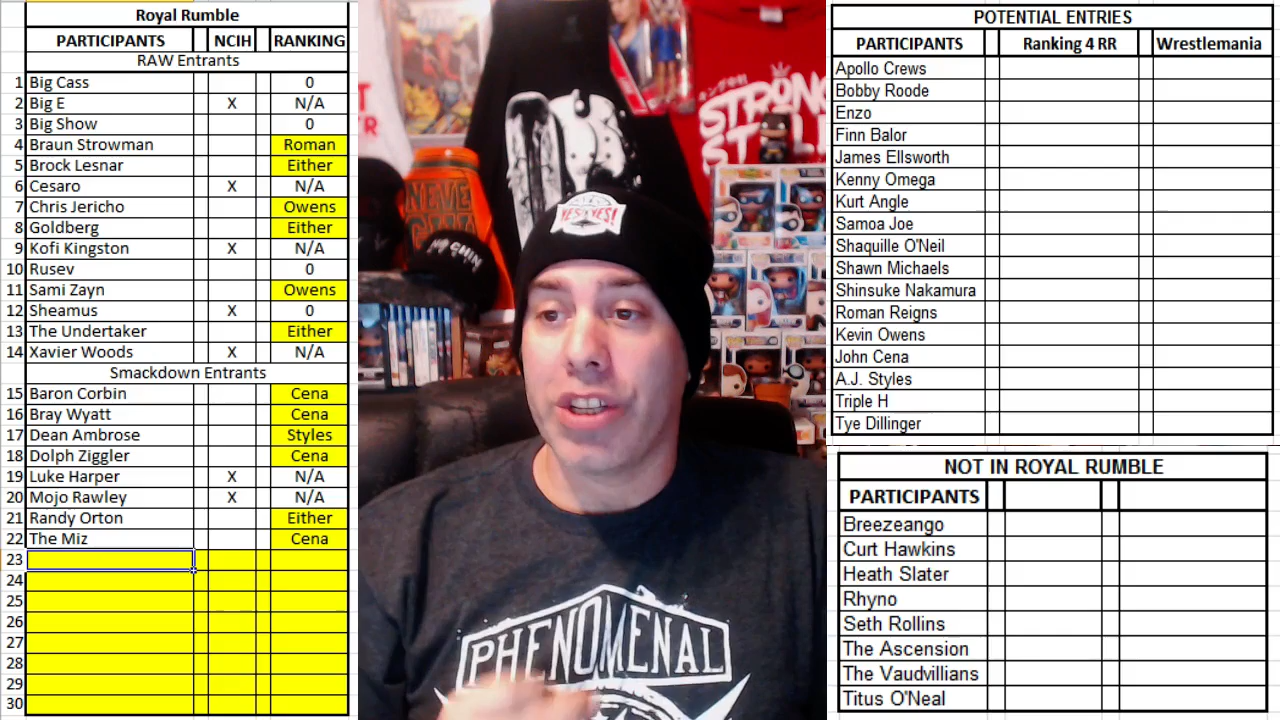 Royal Rumble
PARTICIPANTS NCIH RANKING
RAW Entrants
1 Big Cass 0
2 Big E X N/A
3 Big Show 0
4 Braun Strowman Roman
5 Brock Lesnar Either
6 Cesaro X N/A
7 Chris Jericho Owens
8 Goldberg Either
9 Kofi Kingston X N/A
10 Rusev 0
11 Sami Zayn Owens
12 Sheamus X 0
13 The Undertaker Either
14 Xavier Woods X N/A
Smackdown Entrants
15 Baron Corbin Cena
16 Bray Wyatt Cena
17 Dean Ambrose Styles
18 Dolph Ziggler Cena
19 Luke Harper X N/A
20 Mojo Rawley X N/A
21 Randy Orton Either
22 The Miz Cena
23
24
25
26
27
28
29
30
STRONG
STYLE
NEVE
YES!YES!
CHIN
PHENOMENAL
POTENTIAL ENTRIES
PARTICIPANTS Ranking 4 RR Wrestlemania
Apollo Crews
Bobby Roode
Enzo
Finn Balor
James Ellsworth
Kenny Omega
Kurt Angle
Samoa Joe
Shaquille O'Neil
Shawn Michaels
Shinsuke Nakamura
Roman Reigns
Kevin Owens
John Cena
A.J. Styles
Triple H
Tye Dillinger
NOT IN ROYAL RUMBLE
PARTICIPANTS
Breezeango
Curt Hawkins
Heath Slater
Rhyno
Seth Rollins
The Ascension
The Vaudvillians
Titus O'Neal